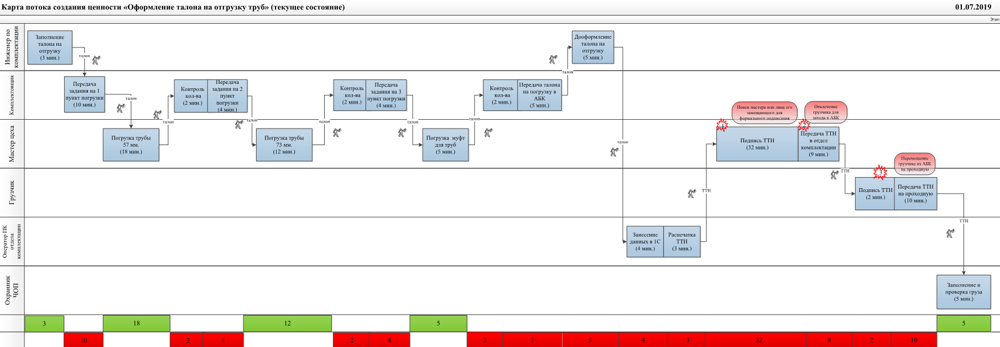 Карта потока создания ценности «Оформление талона на отгрузку труб» (текущее состояние)
01.07.2019
Этап
Инженер по
комплектации
Заполнение
талона на
отгрузку
(3 мин.)
талон
Дооформление
талона на
отгрузку
(5 мин.)
талон
Комплектовщик
Передача
задания на 1
пункт погрузки
(10 мин.)
талон
Контроль
кол-ва
(2 мин.)
Передача
задания на 2
пункт
погрузки
(4 мин.)
Контроль
кол-ва
(2 мин.)
Передача
задания на 3
пункт погрузки
(4 мин.)
Контроль
кол-ва
(2 мин.)
Передача талона
на погрузку в
АБК
(5 мин.)
Поиск мастера или лица его
замещающего для
формального подписания
Отвлечение
грузчика для
захода в АБК
талон
талон
талон
талон
талон
Мастер цеха
Погрузка трубы
57 мм.
(18 мин.)
Погрузка трубы
73 мм.
(12 мин.)
Погрузка муфт
для труб
(5 мин.)
талон
1
Подпись ТТН
(32 мин.)
2
Передача ТТН
в отдел
комплектации
(9 мин.)
Перемещение
грузчика из АБК
на проходную
ТТН
3
Грузчик
ТТН
Подпись ТТН
(2 мин.)
Передача ТТН
на проходную
(10 мин.)
Оператор ПК
отдела
комплектации
Занесение
данных в 1С
(4 мин.)
Распечатка
ТТН
(3 мин.)
ТТН
Охранник
ЧОП
Заполнение и
проверка груза
(5 мин.)
3
18
12
5
5
10
2
4
2
4
2
5
5
4
3
32
9
2
10